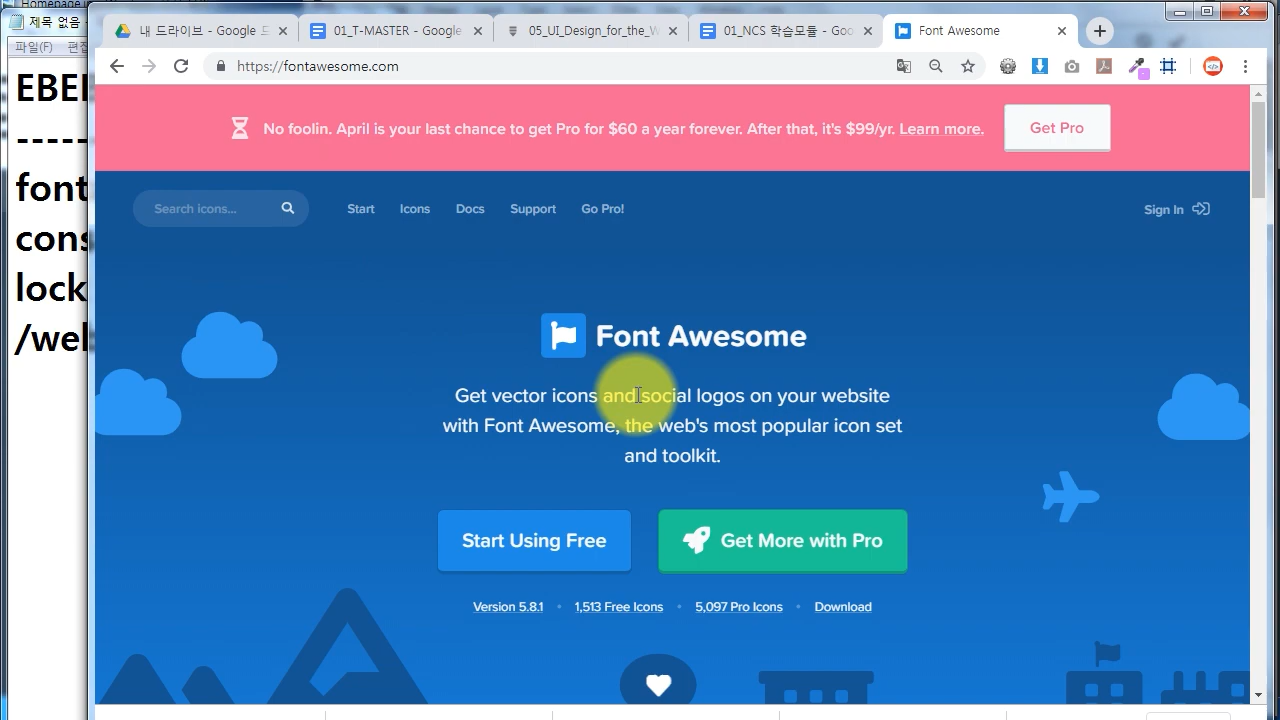 제목 없음
파일(F) 편집
EBE
-----
font
cons
lock
/wel
내 드라이브 - Google 드
01_T-MASTER - Google
05_UI_Design_for_the_W
01_NCS 학습모듈 - Goo
Font Awesome
https://fontawesome.com
No foolin. April is your last chance to get Pro for $60 a year forever. After that, it's $99/yr. Learn more.
Get Pro
Search icons...
Start
Icons
Docs
Support
Go Pro!
Sign In
Font Awesome
Get vector icons and social logos on your website
with Font Awesome, the web's most popular icon set
and toolkit.
Start Using Free
Get More with Pro
Version 5.8.1
1,513 Free Icons
5,097 Pro Icons
Download